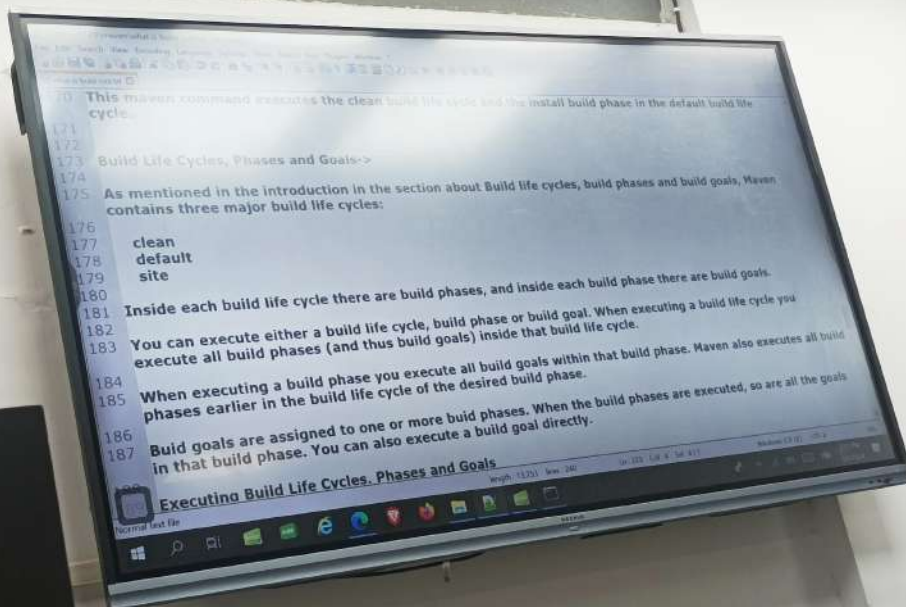 70 This maven command executes the clean build life cycle and the install build phase in the default build life
cycle.
171
172
173 Build Life Cycles, Phases and Goals->
174
175 As mentioned in the introduction in the section about Build life cycles, build phases and build goals, Maven
contains three major build life cycles:
176
177 clean
178 default
179 site
180
181 Inside each build life cycle there are build phases, and inside each build phase there are build goals.
182
183 You can execute either a build life cycle, build phase or build goal. When executing a build life cycle you
execute all build phases (and thus build goals) inside that build life cycle.
184
185 When executing a build phase you execute all build goals within that build phase. Maven also executes all build
phases earlier in the build life cycle of the desired build phase.
186
187 Buid goals are assigned to one or more buid phases. When the build phases are executed, so are all the goals
in that build phase. You can also execute a build goal directly.
Executing Build Life Cycles, Phases and Goals
Normal text file